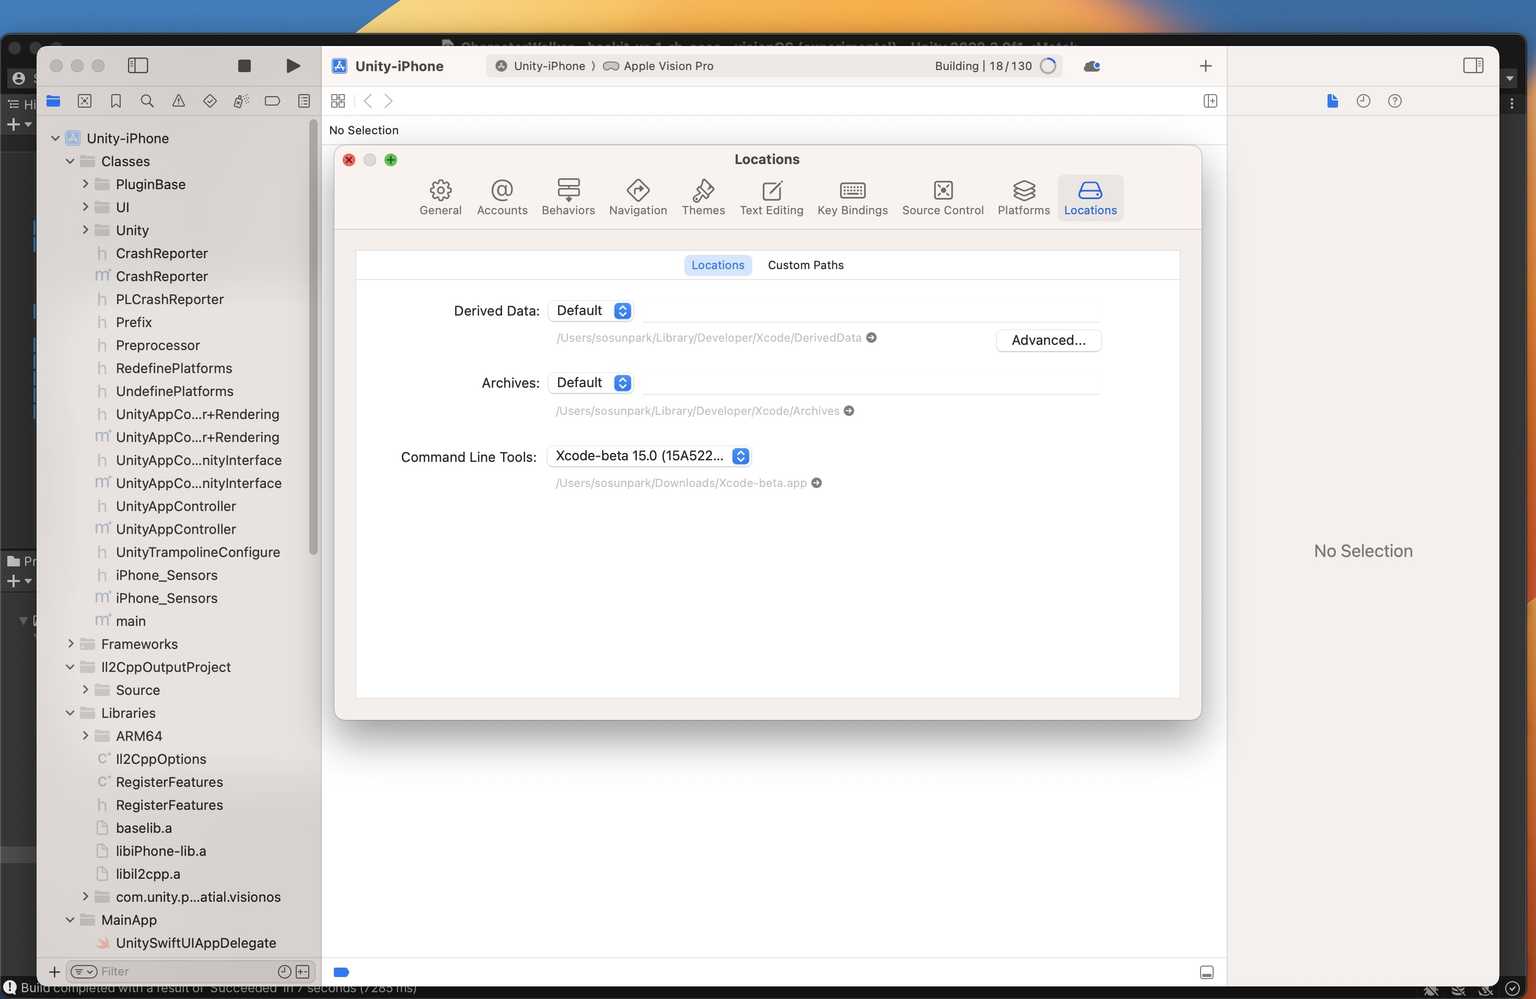 Unity-iPhone
Unity-iPhone
Apple Vision Pro
Building | 18/130
No Selection
Unity-iPhone
Classes
PluginBase
UI
Unity
CrashReporter
CrashReporter
PLCrashReporter
Prefix
Preprocessor
RedefinePlatforms
UndefinePlatforms
UnityAppCo...r+Rendering
UnityAppCo...r+Rendering
UnityAppCo...nityInterface
UnityAppCo...nityInterface
UnityAppController
UnityAppController
UnityTrampolineConfigure
iPhone_Sensors
iPhone_Sensors
main
Frameworks
Il2CppOutputProject
Source
Libraries
ARM64
Il2CppOptions
RegisterFeatures
RegisterFeatures
baselib.a
libiPhone-lib.a
libil2cpp.a
com.unity.p...atial.visionos
MainApp
UnitySwiftUIAppDelegate
Filter
Locations
General
Accounts
Behaviors
Navigation
Themes
Text Editing
Key Bindings
Source Control
Platforms
Locations
Locations
Custom Paths
Derived Data:
Default
/Users/sosunpark/Library/Developer/Xcode/DerivedData
Advanced...
Archives:
Default
/Users/sosunpark/Library/Developer/Xcode/Archives
Command Line Tools:
Xcode-beta 15.0 (15A522...
/Users/sosunpark/Downloads/Xcode-beta.app
No Selection
Build completed with a result of 'Succeeded' in 7 seconds (7285 ms)